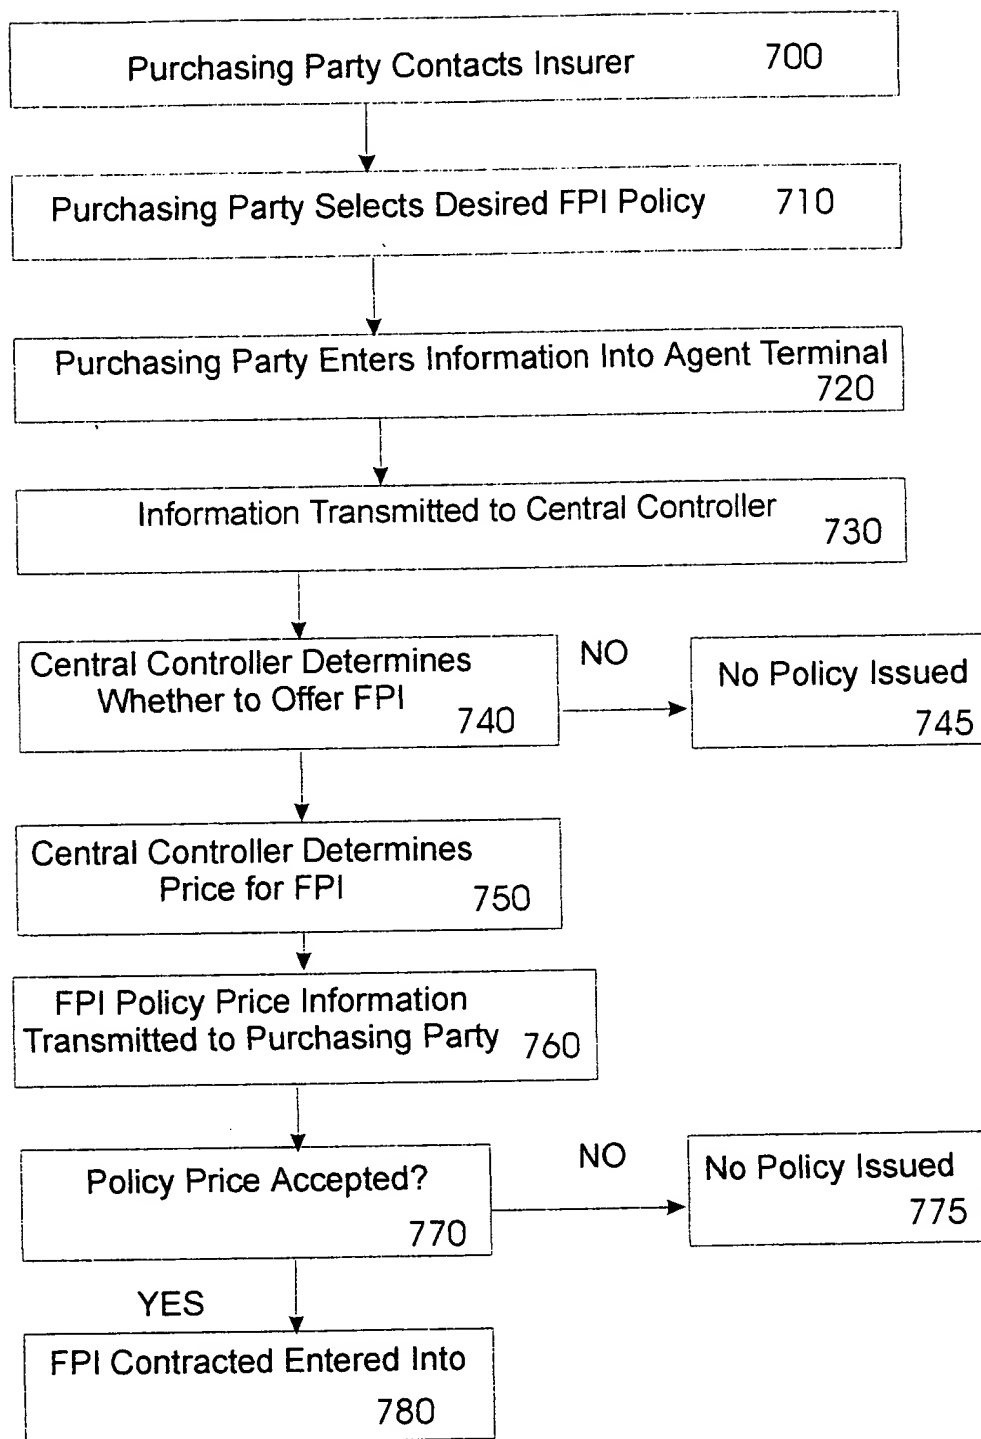 Purchasing Party Contacts Insurer 700
Purchasing Party Selects Desired FPI Policy 710
Purchasing Party Enters Information Into Agent Terminal
720
Information Transmitted to Central Controller
730
Central Controller Determines
Whether to Offer FPI
740
NO
No Policy Issued
745
Central Controller Determines
Price for FPI
750
FPI Policy Price Information
Transmitted to Purchasing Party 760
Policy Price Accepted?
770
NO
No Policy Issued
775
YES
FPI Contracted Entered Into
780